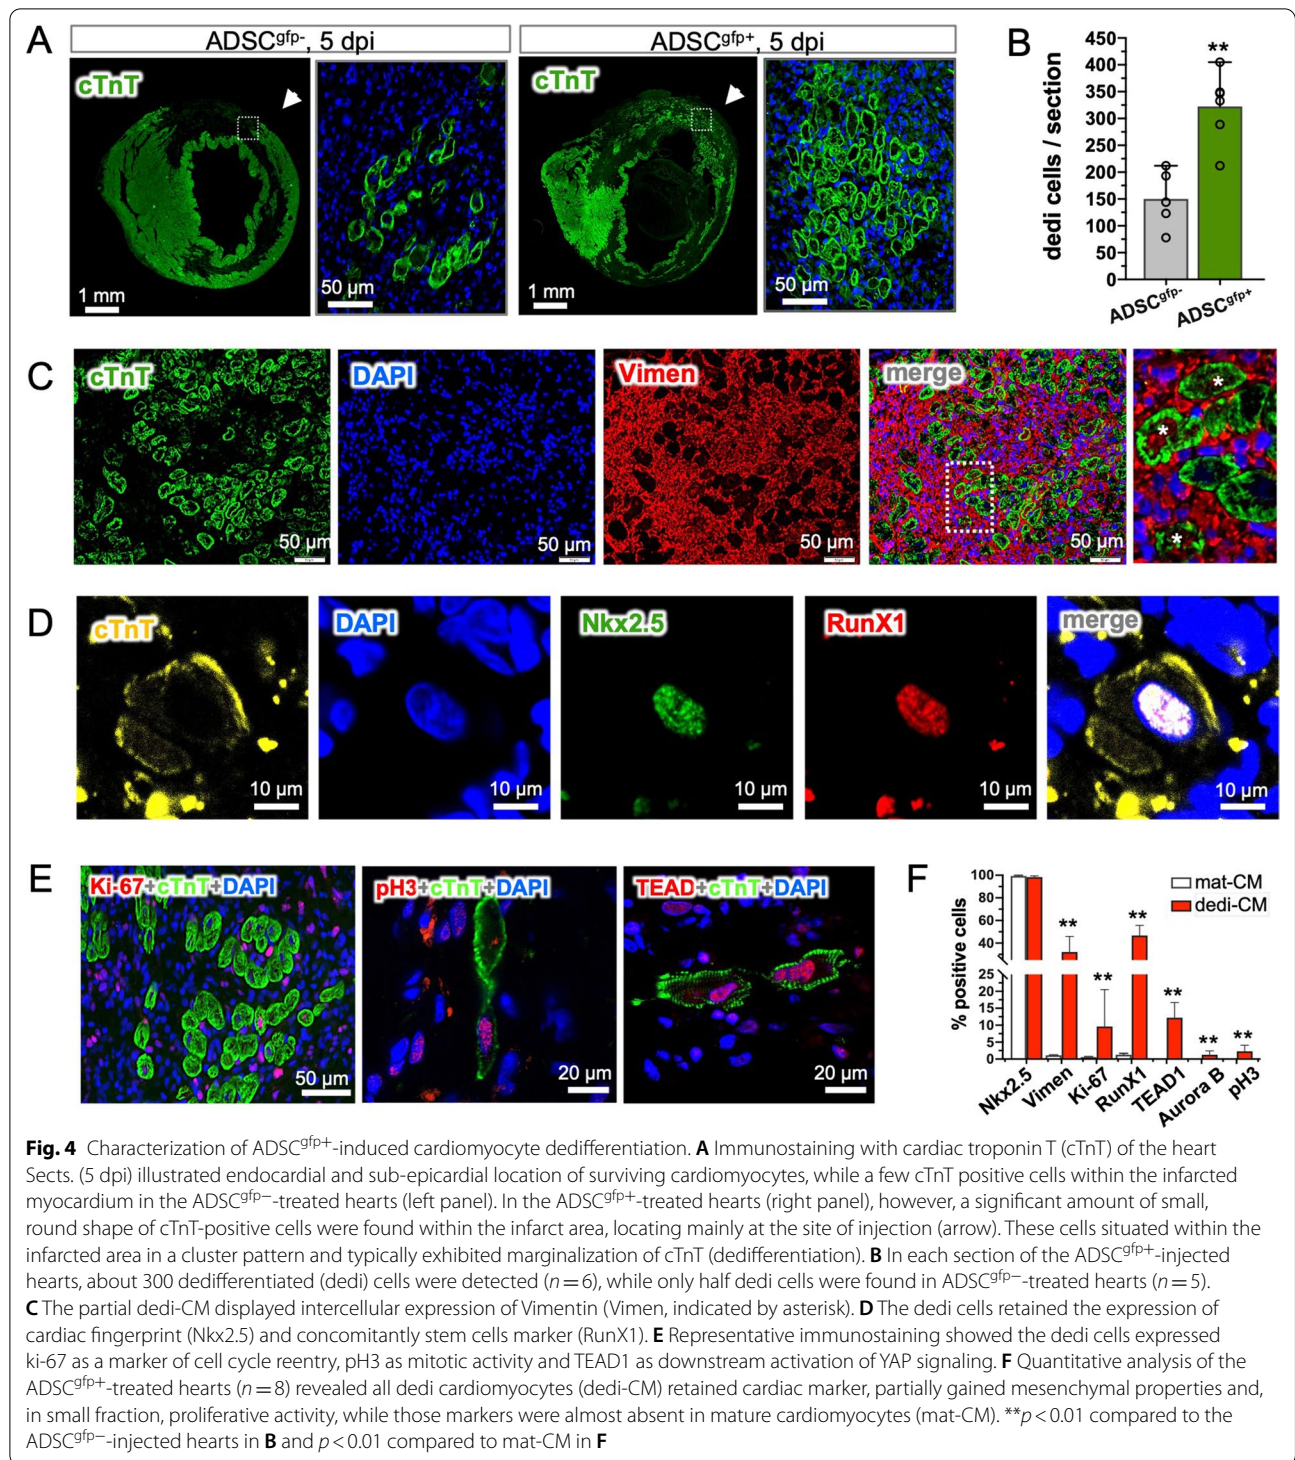 A
ADSCgfp-, 5 dpi
ADSCgfp+, 5 dpi
cTnT
1 mm
50 µm
cTnT
1 mm
50 µm
B
dedi cells / section
450
400
350
300
250
200
150
100
50
0
**
ADSCgfp-
ADSCgfp+
C
cTnT
DAPI
Vimen
merge
50 µm
50 µm
50 µm
50 µm
*
*
*
D
cTnT
DAPI
Nkx2.5
RunX1
merge
10 µm
10 µm
10 µm
10 µm
10 µm
E
Ki-67+cTnT+DAPI
pH3+cTnT+DAPI
TEAD+cTnT+DAPI
50 µm
20 µm
20 µm
F
% positive cells
100
80
60
40
25
20
15
10
5
0
mat-CM
dedi-CM
**
**
**
**
**
**
Nkx2.5
Vimen
Ki-67
RunX1
TEAD1
Aurora B
pH3
Fig. 4 Characterization of ADSCgfp+-induced cardiomyocyte dedifferentiation. A Immunostaining with cardiac troponin T (cTnT) of the heart
Sects. (5 dpi) illustrated endocardial and sub-epicardial location of surviving cardiomyocytes, while a few cTnT positive cells within the infarcted
myocardium in the ADSCgfp−-treated hearts (left panel). In the ADSCgfp+-treated hearts (right panel), however, a significant amount of small,
round shape of cTnT-positive cells were found within the infarct area, locating mainly at the site of injection (arrow). These cells situated within the
infarcted area in a cluster pattern and typically exhibited marginalization of cTnT (dedifferentiation). B In each section of the ADSCgfp+-injected
hearts, about 300 dedifferentiated (dedi) cells were detected (n = 6), while only half dedi cells were found in ADSCgfp−-treated hearts (n = 5).
C The partial dedi-CM displayed intercellular expression of Vimentin (Vimen, indicated by asterisk). D The dedi cells retained the expression of
cardiac fingerprint (Nkx2.5) and concomitantly stem cells marker (RunX1). E Representative immunostaining showed the dedi cells expressed
ki-67 as a marker of cell cycle reentry, pH3 as mitotic activity and TEAD1 as downstream activation of YAP signaling. F Quantitative analysis of the
ADSCgfp+-treated hearts (n = 8) revealed all dedi cardiomyocytes (dedi-CM) retained cardiac marker, partially gained mesenchymal properties and,
in small fraction, proliferative activity, while those markers were almost absent in mature cardiomyocytes (mat-CM). **p < 0.01 compared to the
ADSCgfp−-injected hearts in B and p < 0.01 compared to mat-CM in F